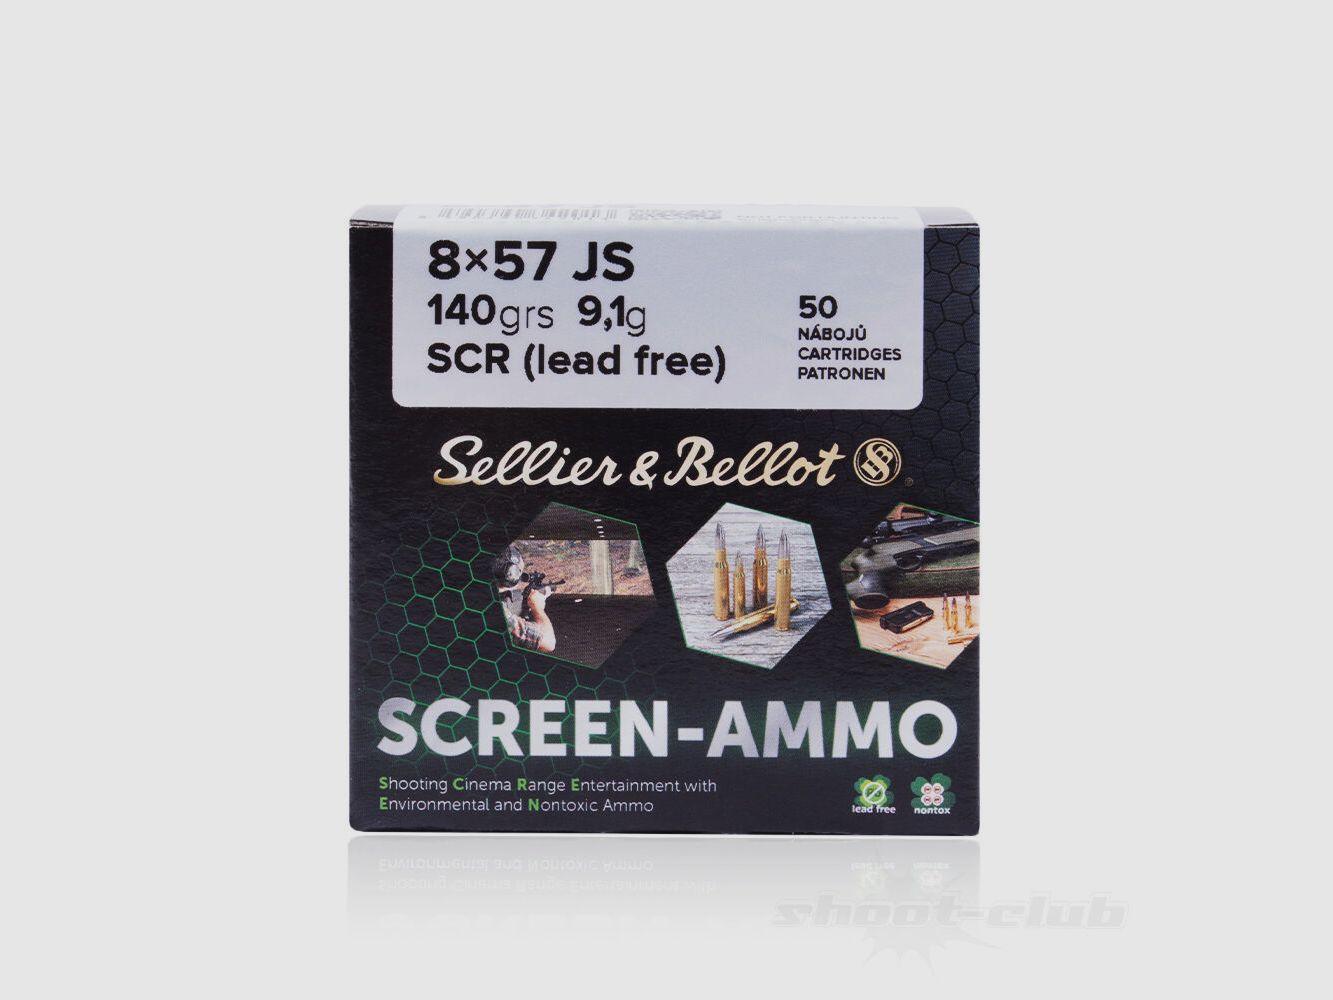 8×57 JS
140grs 9,1g
SCR (lead free)
50
NÁBOJŮ
CARTRIDGES
PATRONEN
Sellier & Bellot
SCREEN-AMMO
Shooting Cinema Range Entertainment with
Environmental and Nontoxic Ammo
lead free
nontox
shoot-club